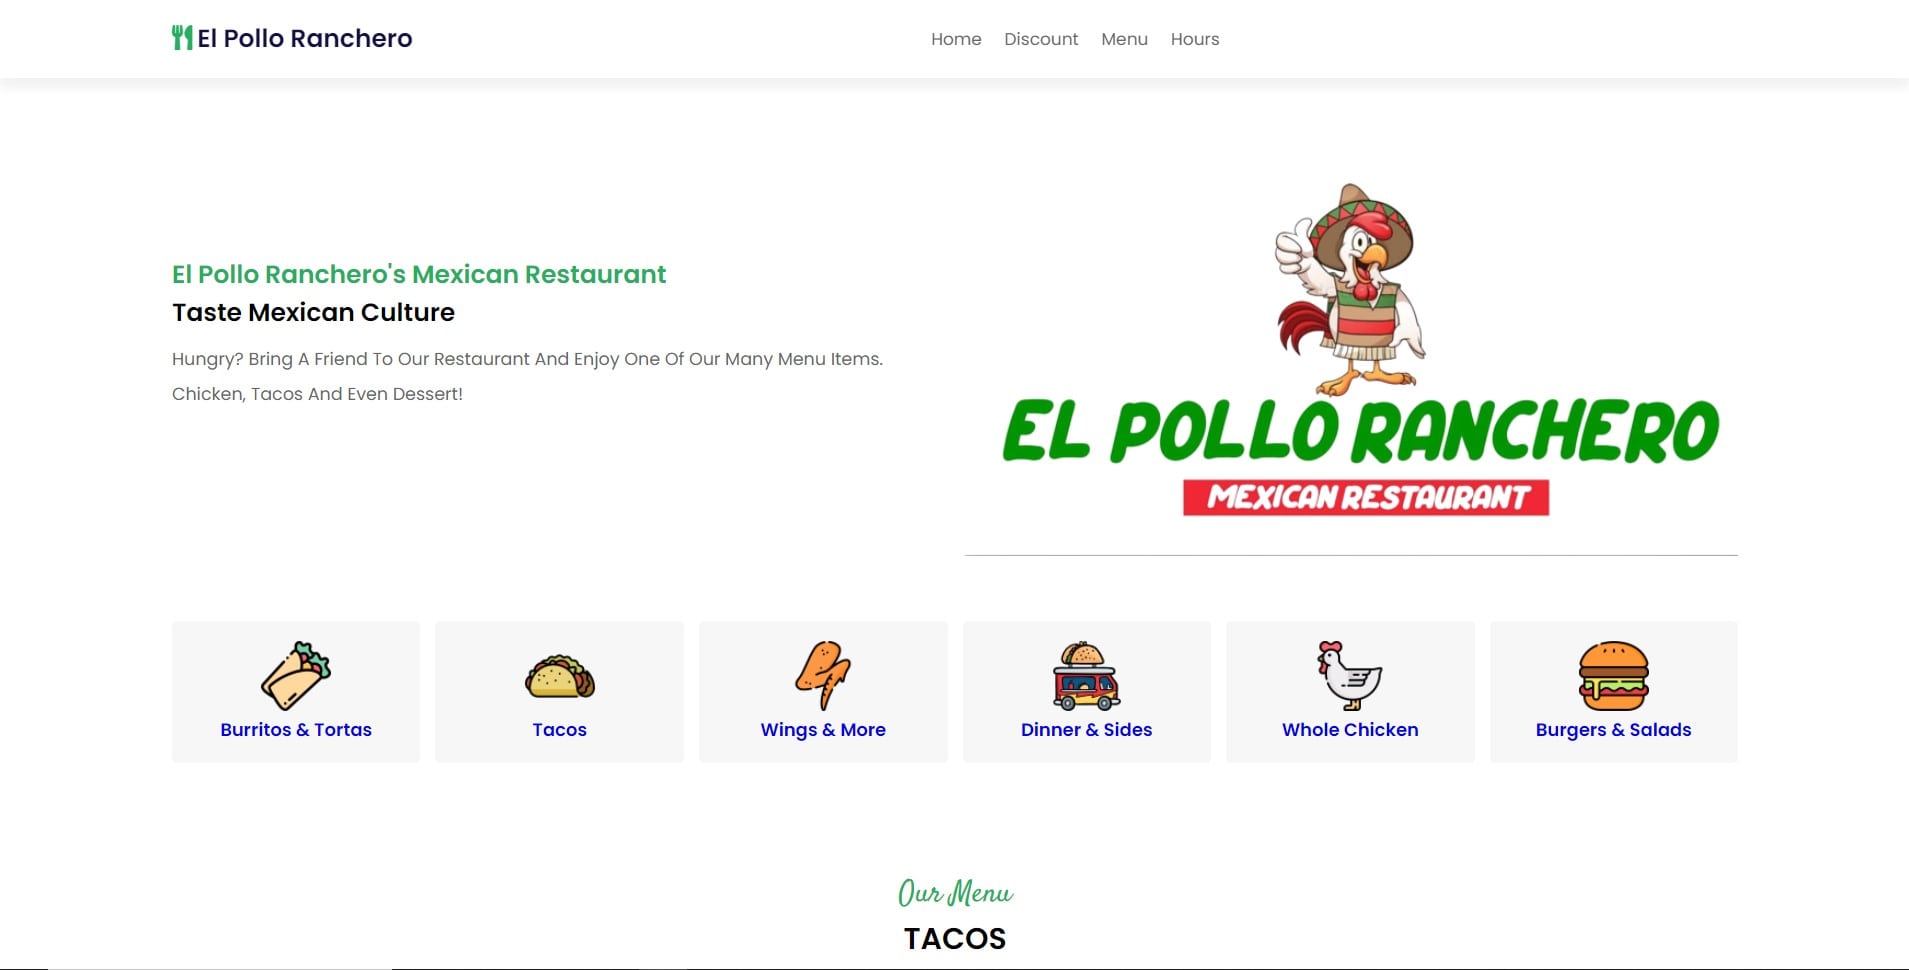 El Pollo Ranchero
Home Discount Menu Hours
El Pollo Ranchero's Mexican Restaurant
Taste Mexican Culture
Hungry? Bring A Friend To Our Restaurant And Enjoy One Of Our Many Menu Items.
Chicken, Tacos And Even Dessert!
EL POLLO RANCHERO
MEXICAN RESTAURANT
Burritos & Tortas
Tacos
Wings & More
Dinner & Sides
Whole Chicken
Burgers & Salads
Our Menu
TACOS